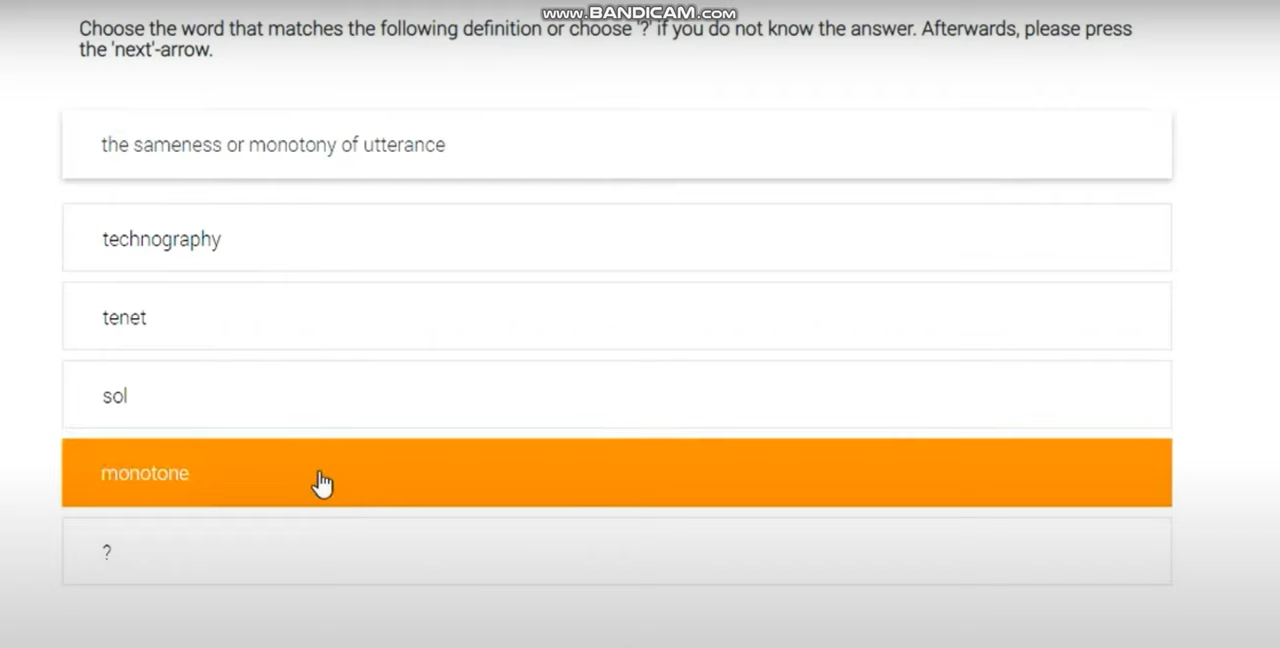 www.BANDICAM.com
Choose the word that matches the following definition or choose '?' if you do not know the answer. Afterwards, please press
the 'next'-arrow.
the sameness or monotony of utterance
technography
tenet
sol
monotone
?